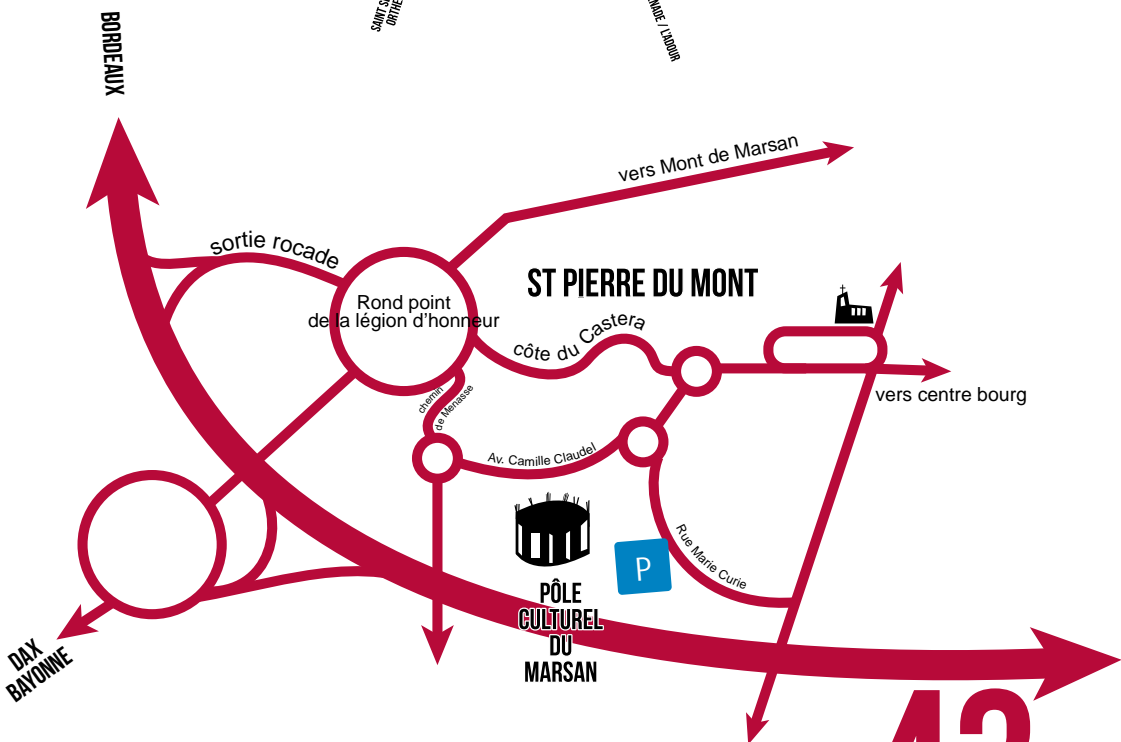 BORDEAUX
vers Mont de Marsan
sortie rocade
ST PIERRE DU MONT
Rond point
de la légion d'honneur
côte du Castera
vers centre bourg
chemin
de Menasse
Av. Camille Claudel
Rue Marie Curie
P
PÔLE
CULTUREL
DU
MARSAN
DAX
BAYONNE